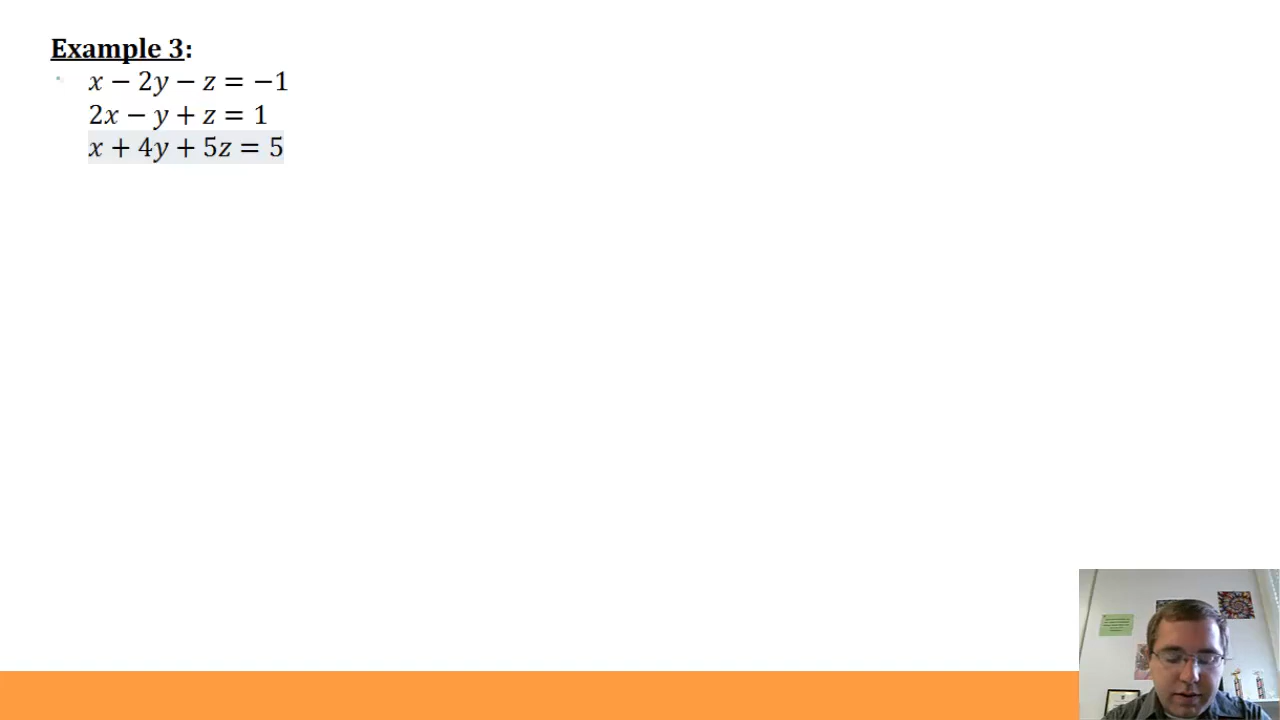 Example 3:
x − 2y − z = −1
2x − y + z = 1
x + 4y + 5z = 5